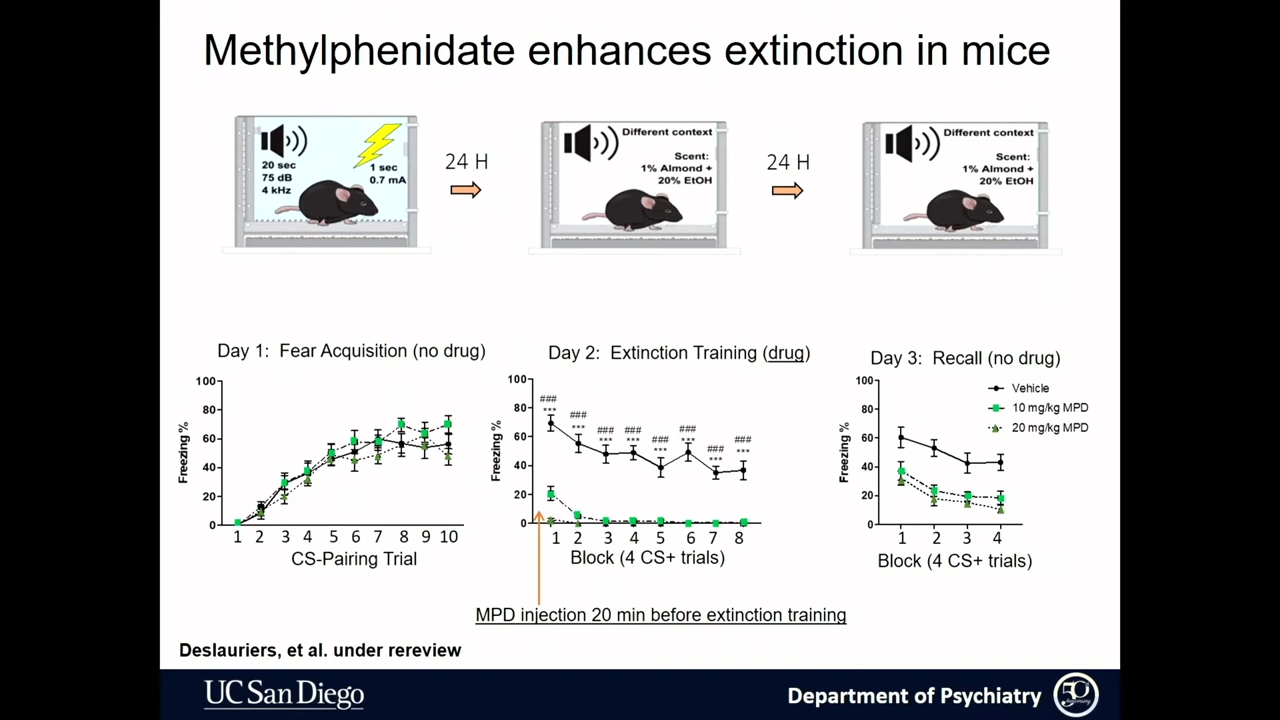 Methylphenidate enhances extinction in mice
20 sec
75 dB
4 kHz
1 sec
0.7 mA
24 H
Different context
Scent:
1% Almond +
20% EtOH
24 H
Different context
Scent:
1% Almond +
20% EtOH
Day 1: Fear Acquisition (no drug)
Freezing %
100
80
60
40
20
0
1 2 3 4 5 6 7 8 9 10
CS-Pairing Trial
Day 2: Extinction Training (drug)
Freezing %
100
80
60
40
20
0
###
***
###
***
###
***
###
***
###
***
###
***
###
***
###
***
1 2 3 4 5 6 7 8
Block (4 CS+ trials)
Day 3: Recall (no drug)
Freezing %
100
80
60
40
20
0
Vehicle
10 mg/kg MPD
20 mg/kg MPD
1 2 3 4
Block (4 CS+ trials)
MPD injection 20 min before extinction training
Deslauriers, et al. under rereview
UC San Diego
Department of Psychiatry
50